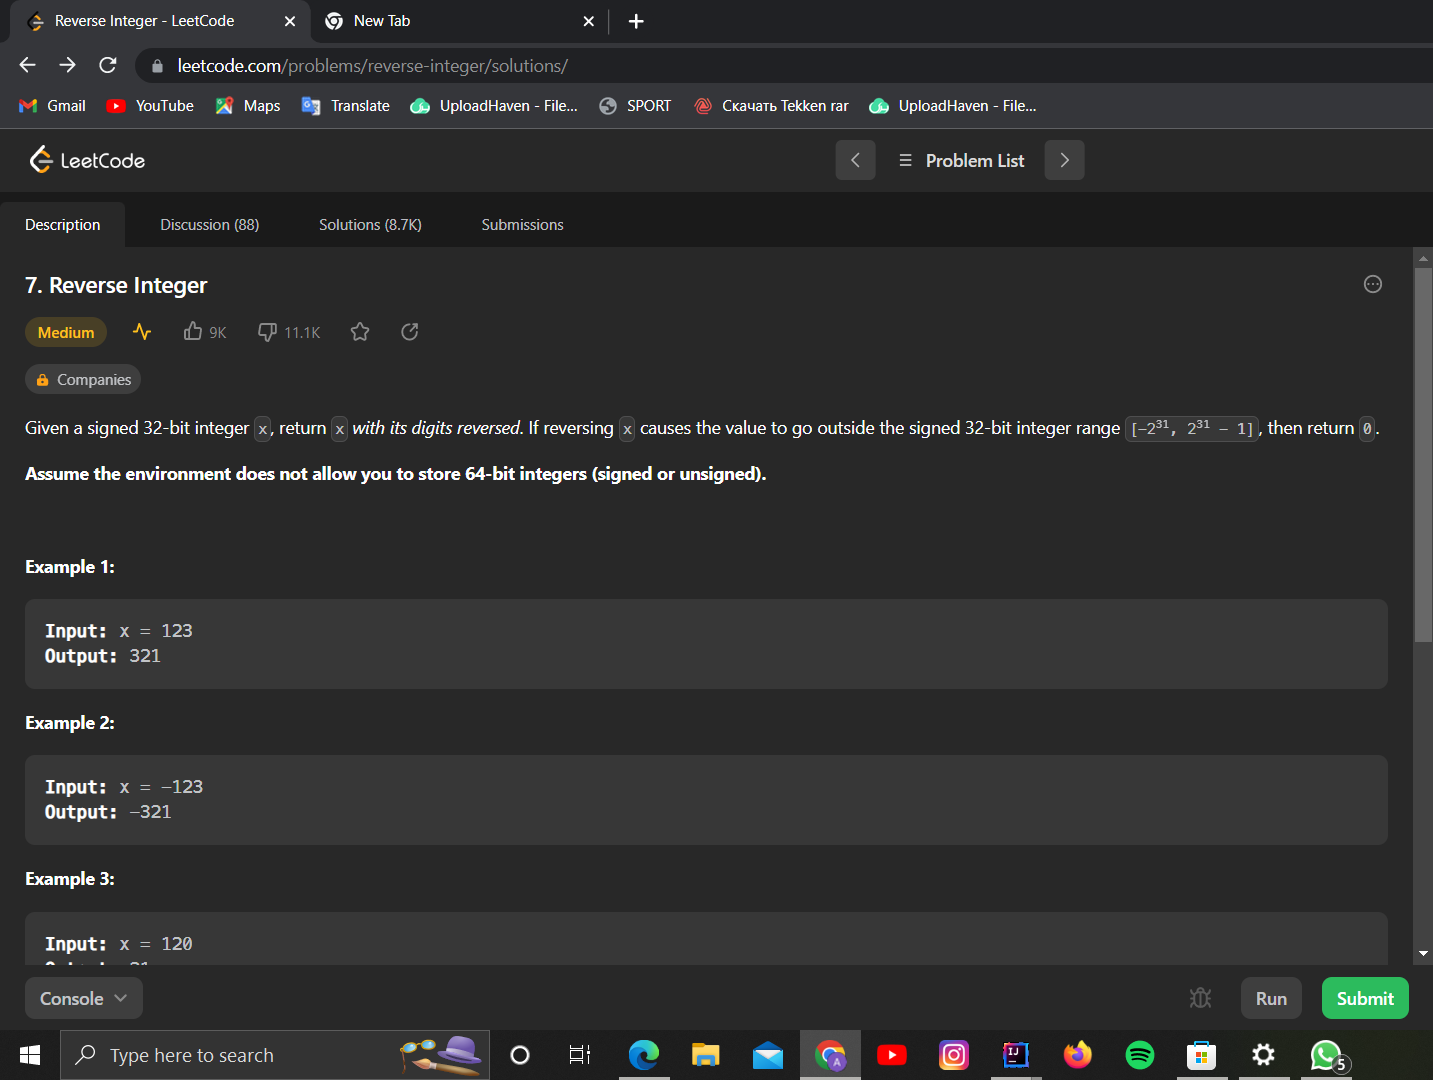 Reverse Integer - LeetCode
New Tab
leetcode.com/problems/reverse-integer/solutions/
Gmail
YouTube
Maps
Translate
UploadHaven - File...
SPORT
Скачать Tekken rar
UploadHaven - File...
LeetCode
Problem List
Description
Discussion (88)
Solutions (8.7K)
Submissions
7. Reverse Integer
Medium
9K
11.1K
Companies
Given a signed 32-bit integer x, return x with its digits reversed. If reversing x causes the value to go outside the signed 32-bit integer range [-2³¹, 2³¹ - 1], then return 0.
Assume the environment does not allow you to store 64-bit integers (signed or unsigned).
Example 1:
Input: x = 123
Output: 321
Example 2:
Input: x = -123
Output: -321
Example 3:
Input: x = 120
Console
Run
Submit
Type here to search
A
IJ
5